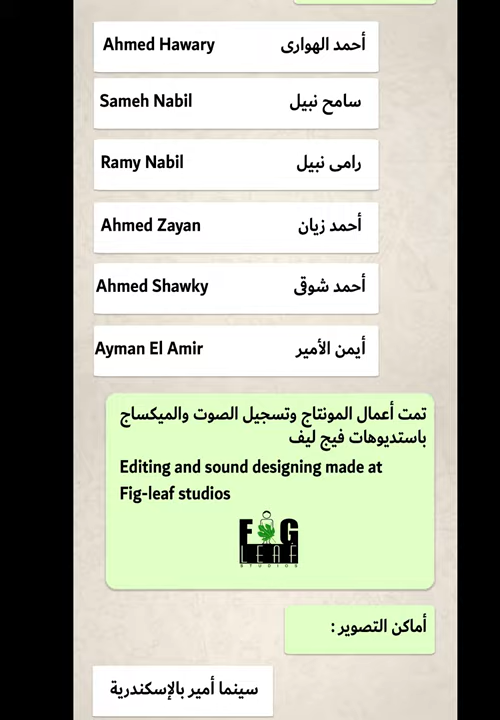 Ahmed Hawary أحمد الهوارى
Sameh Nabil سامح نبيل
Ramy Nabil رامى نبيل
Ahmed Zayan أحمد زيان
Ahmed Shawky أحمد شوقى
Ayman El Amir أيمن الأمير
تمت أعمال المونتاج وتسجيل الصوت والميكساج
باستديوهات فيج ليف
Editing and sound designing made at
Fig-leaf studios
F G
LEAF
STUDIOS
أماكن التصوير :
سينما أمير بالإسكندرية